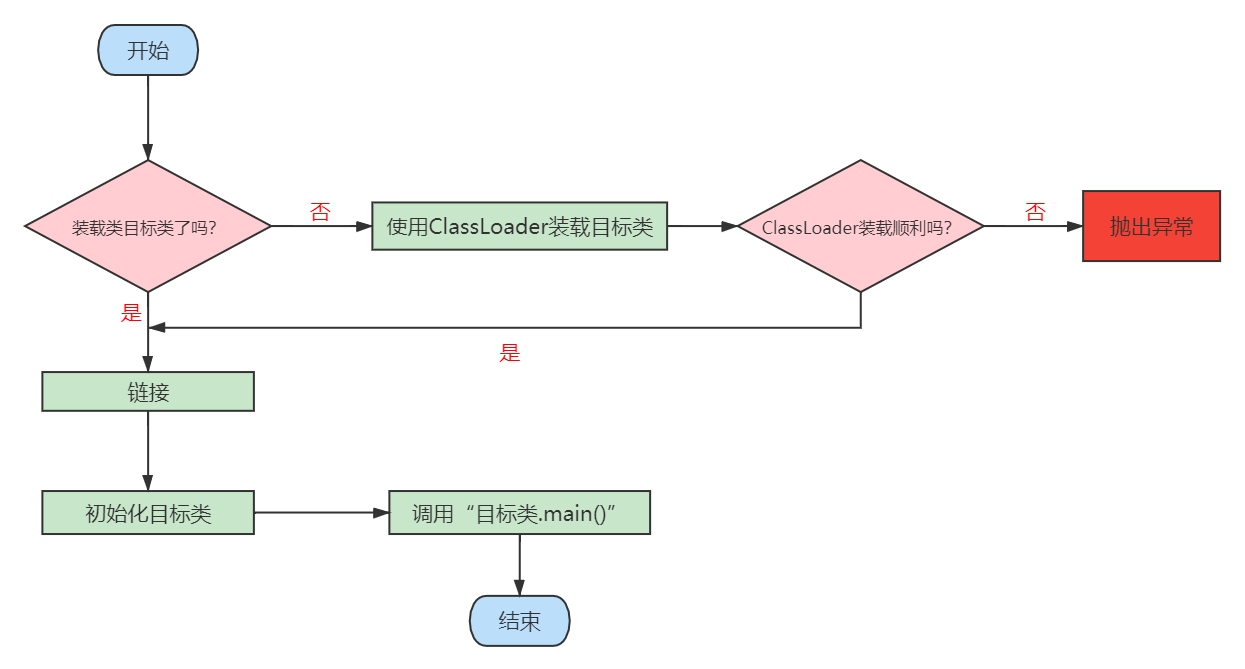 开始
装载类目标类了吗？
否
使用ClassLoader装载目标类
ClassLoader装载顺利吗？
否
抛出异常
是
是
链接
初始化目标类
调用“目标类.main()”
结束